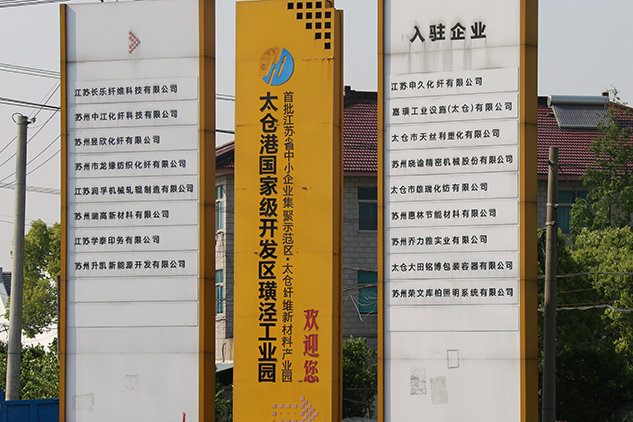 江苏长乐纤维科技有限公司
苏州中江化纤科技有限公司
苏州昱欣化纤有限公司
苏州市龙缘纺织化纤有限公司
江苏润孚机械轧辊制造有限公司
苏州瑞高新材料有限公司
江苏学泰印务有限公司
苏州升凯新能源开发有限公司
首批江苏省中小企业集聚示范区·太仓纤维新材料产业园
太仓港国家级开发区璜泾工业园
欢迎您
入驻企业
江苏申久化纤有限公司
嘉璜工业设施(太仓)有限公司
太仓市天丝利塑化有限公司
苏州晓谕精密机械股份有限公司
太仓市雄瑞化纺有限公司
苏州惠林节能材料有限公司
苏州乔力雅实业有限公司
太仓大田铭博包装容器有限公司
苏州荣文库柏照明系统有限公司